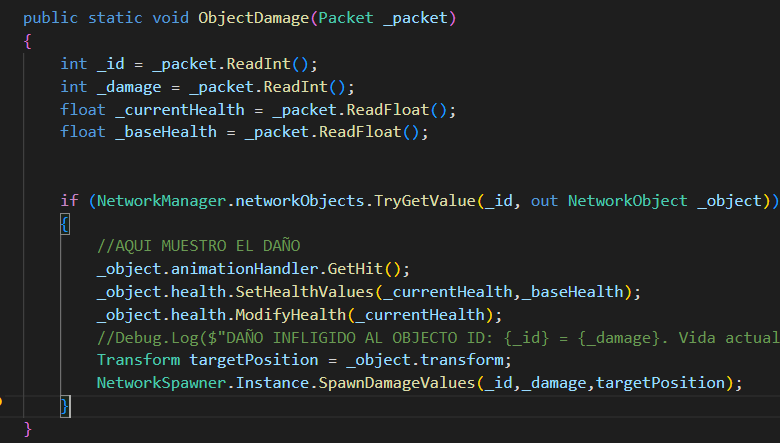 public static void ObjectDamage(Packet _packet)
{
int _id = _packet.ReadInt();
int _damage = _packet.ReadInt();
float _currentHealth = _packet.ReadFloat();
float _baseHealth = _packet.ReadFloat();
if (NetworkManager.networkObjects.TryGetValue(_id, out NetworkObject _object))
{
//AQUI MUESTRO EL DAÑO
_object.animationHandler.GetHit();
_object.health.SetHealthValues(_currentHealth,_baseHealth);
_object.health.ModifyHealth(_currentHealth);
//Debug.Log($"DAÑO INFLIGIDO AL OBJECTO ID: {_id} = {_damage}. Vida actual
Transform targetPosition = _object.transform;
NetworkSpawner.Instance.SpawnDamageValues(_id,_damage,targetPosition);
}
}